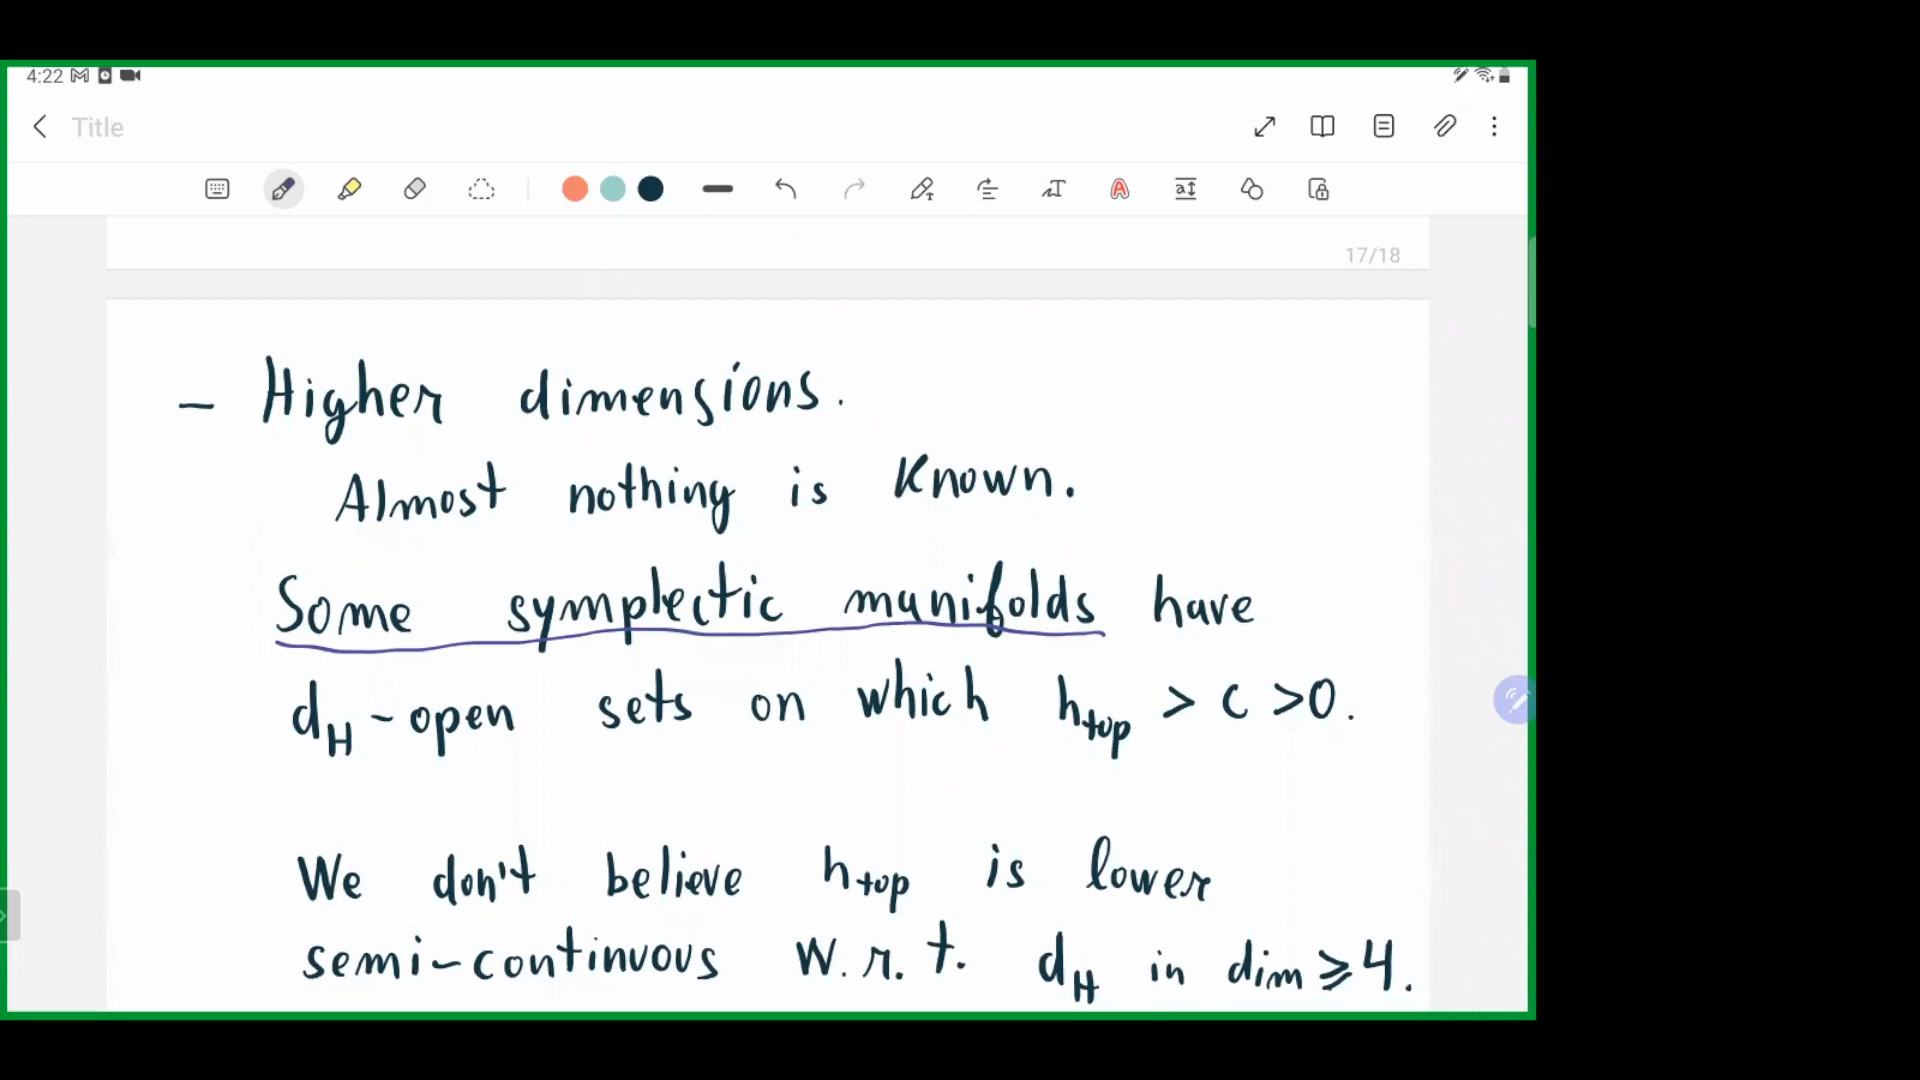 4:22
Title
17/18
- Higher dimensions.
Almost nothing is known.
Some symplectic manifolds have
d_H-open sets on which h_top > c > 0.
We don't believe h_top is lower
semi-continuous w.r.t. d_H in dim ≥ 4.